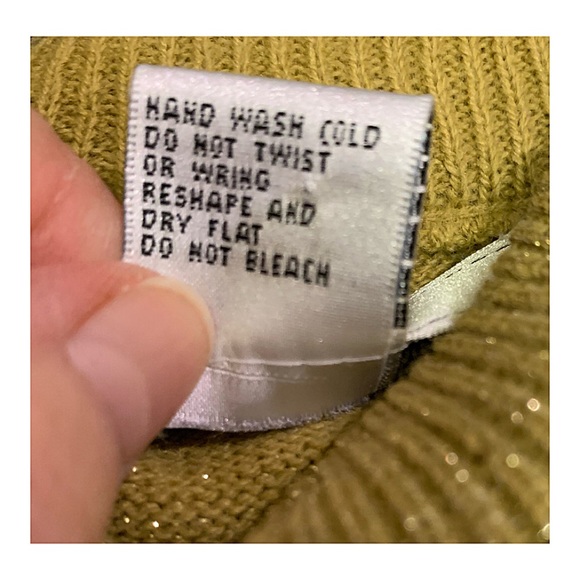 HAND WASH COLD
DO NOT TWIST
OR WRING
RESHAPE AND
DRY FLAT
DO NOT BLEACH